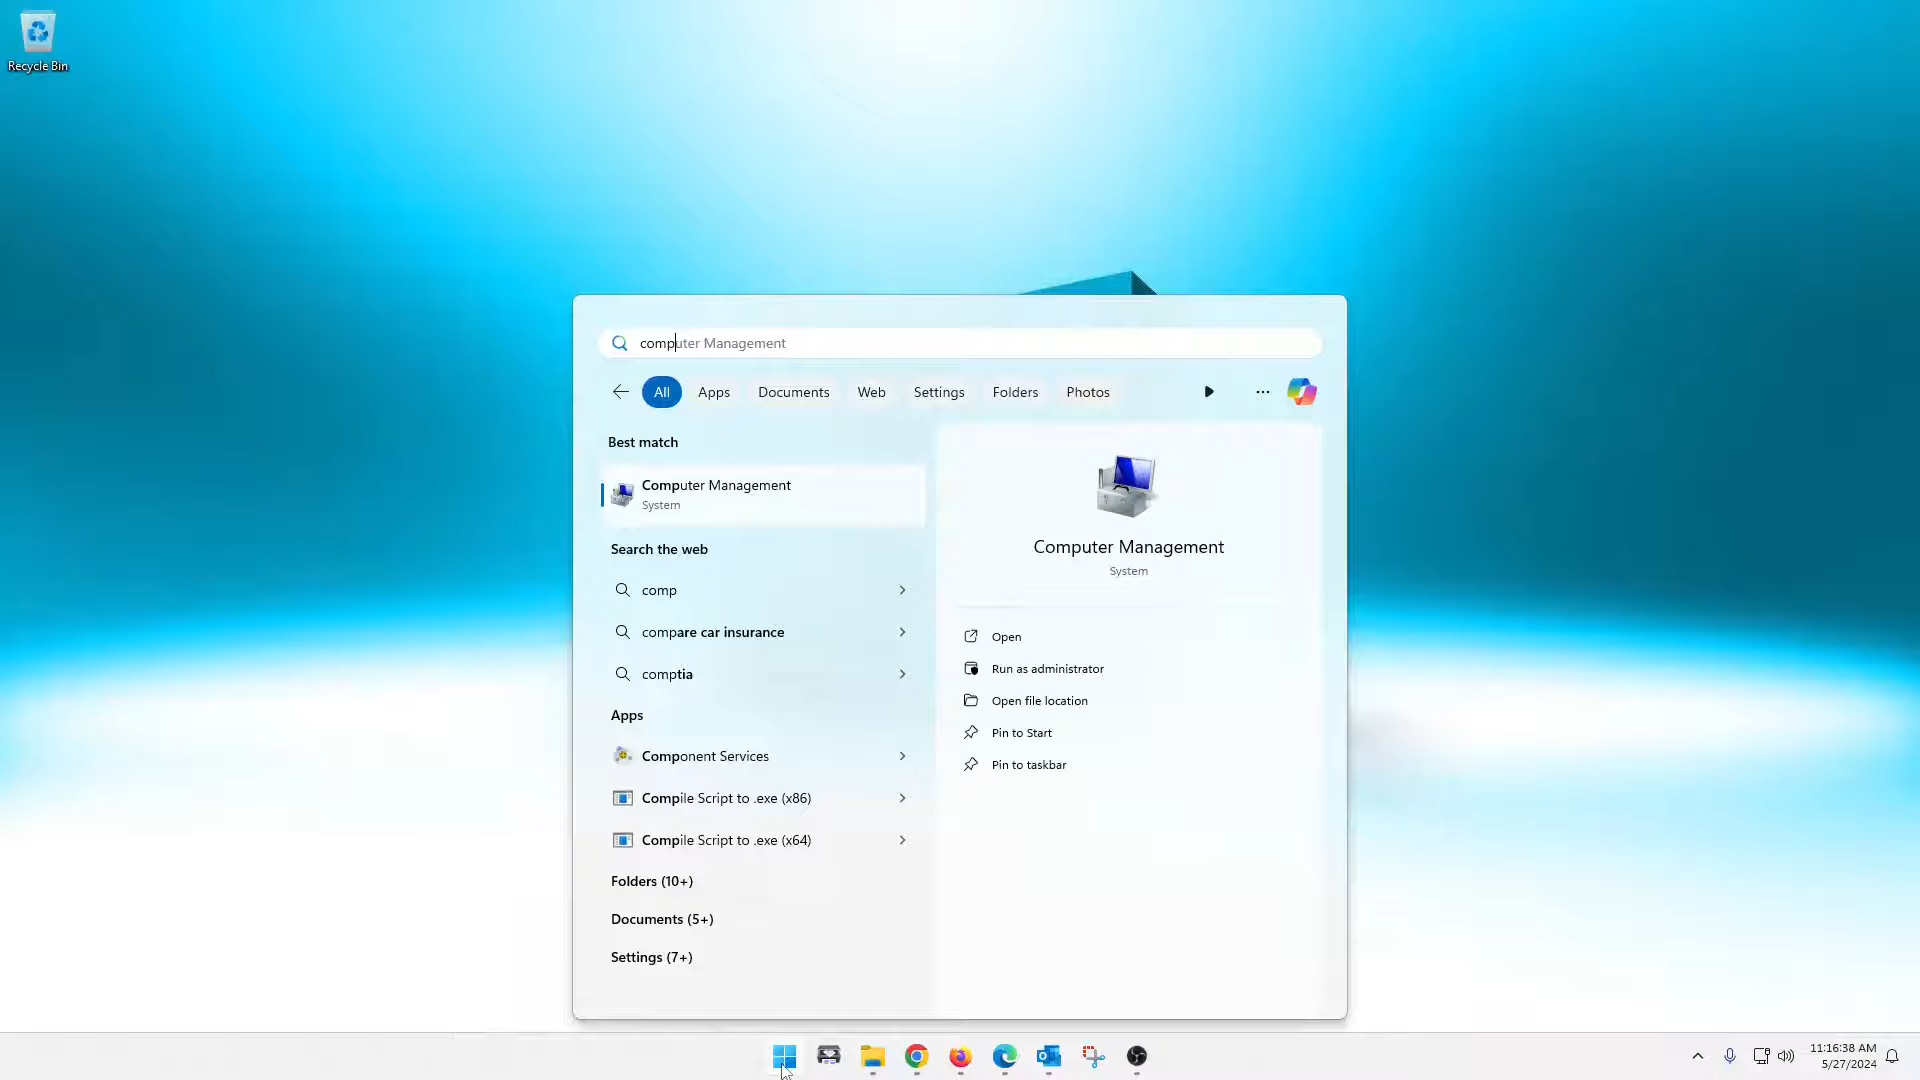 Recycle Bin
computer Management
All Apps Documents Web Settings Folders Photos
Best match
Computer Management
System
Search the web
comp
compare car insurance
comptia
Apps
Component Services
Compile Script to .exe (x86)
Compile Script to .exe (x64)
Folders (10+)
Documents (5+)
Settings (7+)
Computer Management
System
Open
Run as administrator
Open file location
Pin to Start
Pin to taskbar
11:16:38 AM
5/27/2024